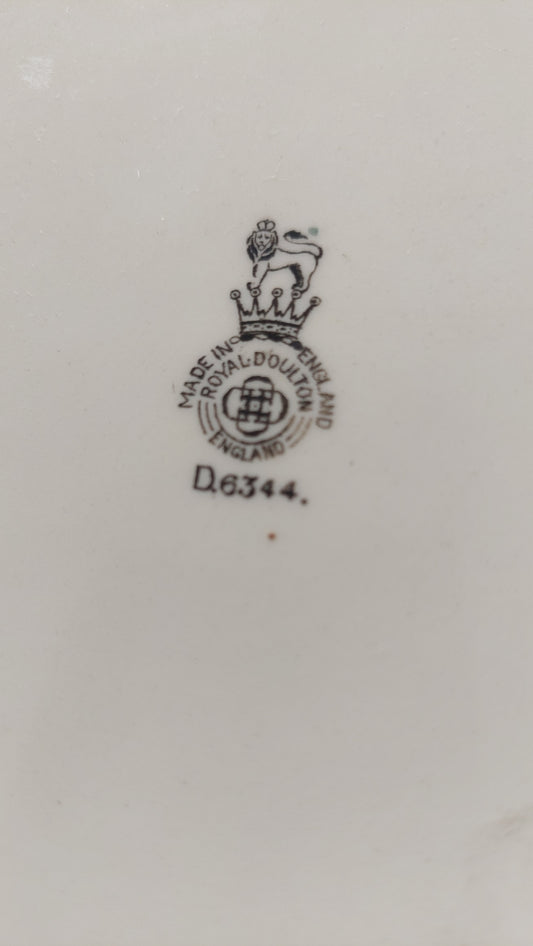 MADE IN ENGLAND
ROYAL·DOULTON
ENGLAND
D.6344.